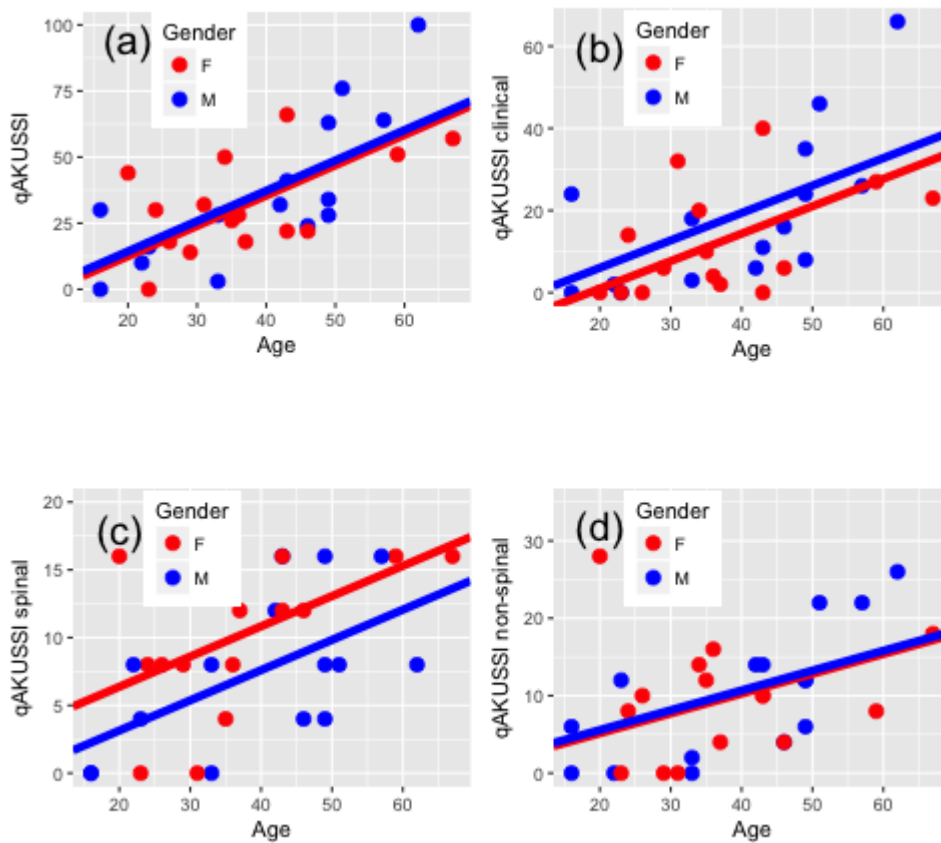 (a)
Gender
F
M
qAKUSSI
100
75
50
25
0
20 40 60
Age
(b)
Gender
F
M
qAKUSSI clinical
60
40
20
0
20 30 40 50 60
Age
(c)
Gender
F
M
qAKUSSI spinal
20
15
10
5
0
20 30 40 50 60
Age
(d)
Gender
F
M
qAKUSSI non-spinal
30
20
10
0
20 30 40 50 60
Age